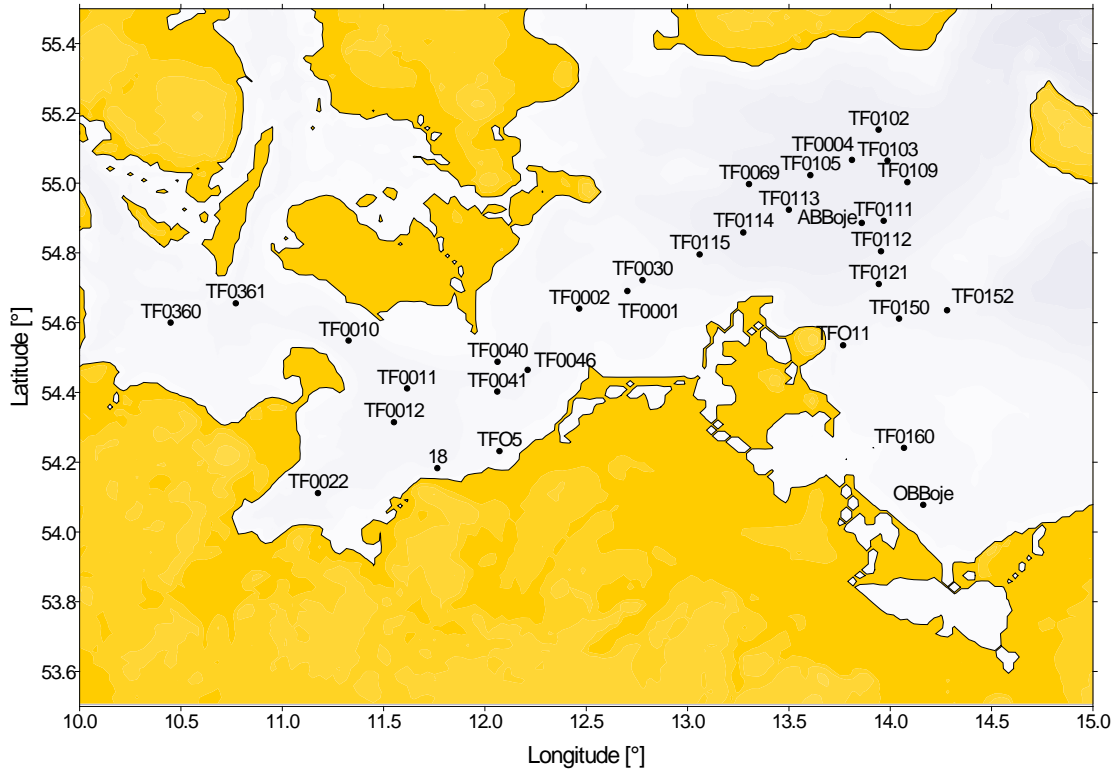 55.4
55.2
55.0
54.8
54.6
54.4
54.2
54.0
53.8
53.6
Latitude [°]
TF0102
TF0004
TF0103
TF0105
TF0109
TF0069
TF0113
ABBoje
TF0111
TF0114
TF0112
TF0115
TF0121
TF0030
TF0361
TF0152
TF0360
TF0002
TF0001
TF0150
TF0010
TFO11
TF0040
TF0046
TF0011
TF0041
TF0012
TFO5
TF0160
18
TF0022
OBBoje
10.0 10.5 11.0 11.5 12.0 12.5 13.0 13.5 14.0 14.5 15.0
Longitude [°]